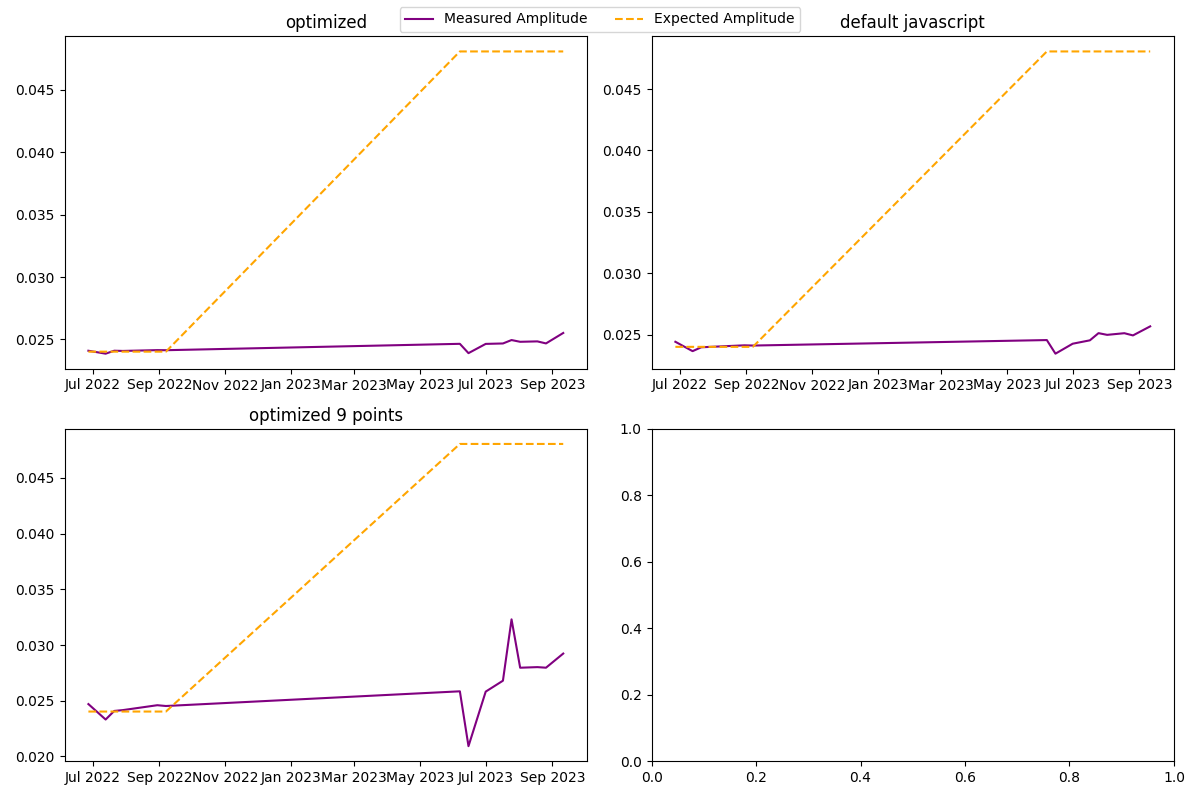 Measured Amplitude Expected Amplitude
optimized
0.045
0.040
0.035
0.030
0.025
Jul 2022 Sep 2022 Nov 2022 Jan 2023 Mar 2023 May 2023 Jul 2023 Sep 2023
default javascript
0.045
0.040
0.035
0.030
0.025
Jul 2022 Sep 2022 Nov 2022 Jan 2023 Mar 2023 May 2023 Jul 2023 Sep 2023
optimized 9 points
0.045
0.040
0.035
0.030
0.025
0.020
Jul 2022 Sep 2022 Nov 2022 Jan 2023 Mar 2023 May 2023 Jul 2023 Sep 2023
1.0
0.8
0.6
0.4
0.2
0.0
0.0 0.2 0.4 0.6 0.8 1.0